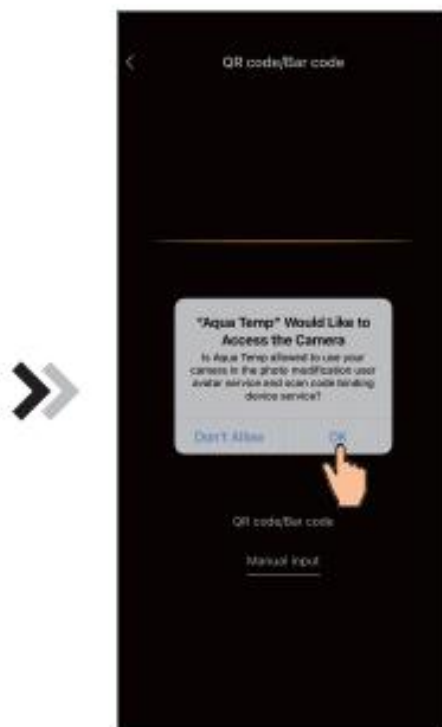 QR code/Bar code
"Aqua Temp" Would Like to
Access the Camera
Is Aqua Temp allowed to use your
camera in the photo modification user
avatar service and scan code binding
device service?
Don't Allow OK
QR code/Bar code
Manual input